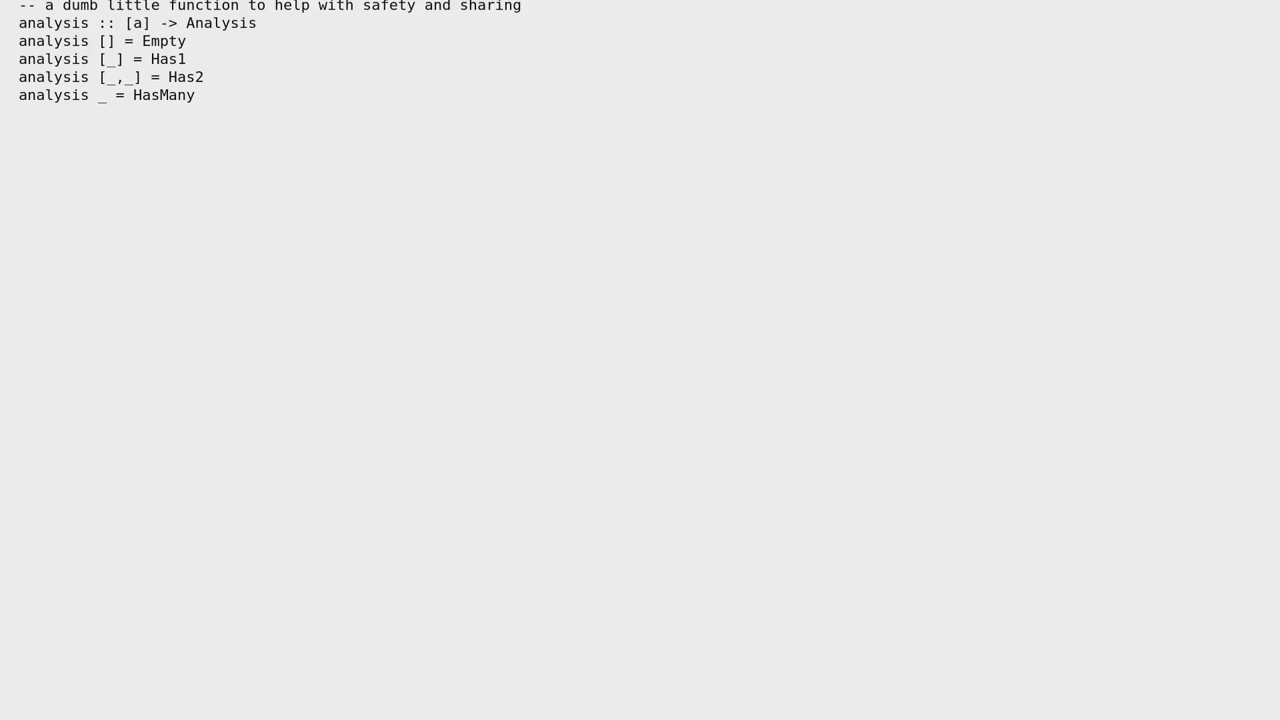 -- a dumb little function to help with safety and sharing
analysis :: [a] -> Analysis
analysis [] = Empty
analysis [_] = Has1
analysis [_,_] = Has2
analysis _ = HasMany